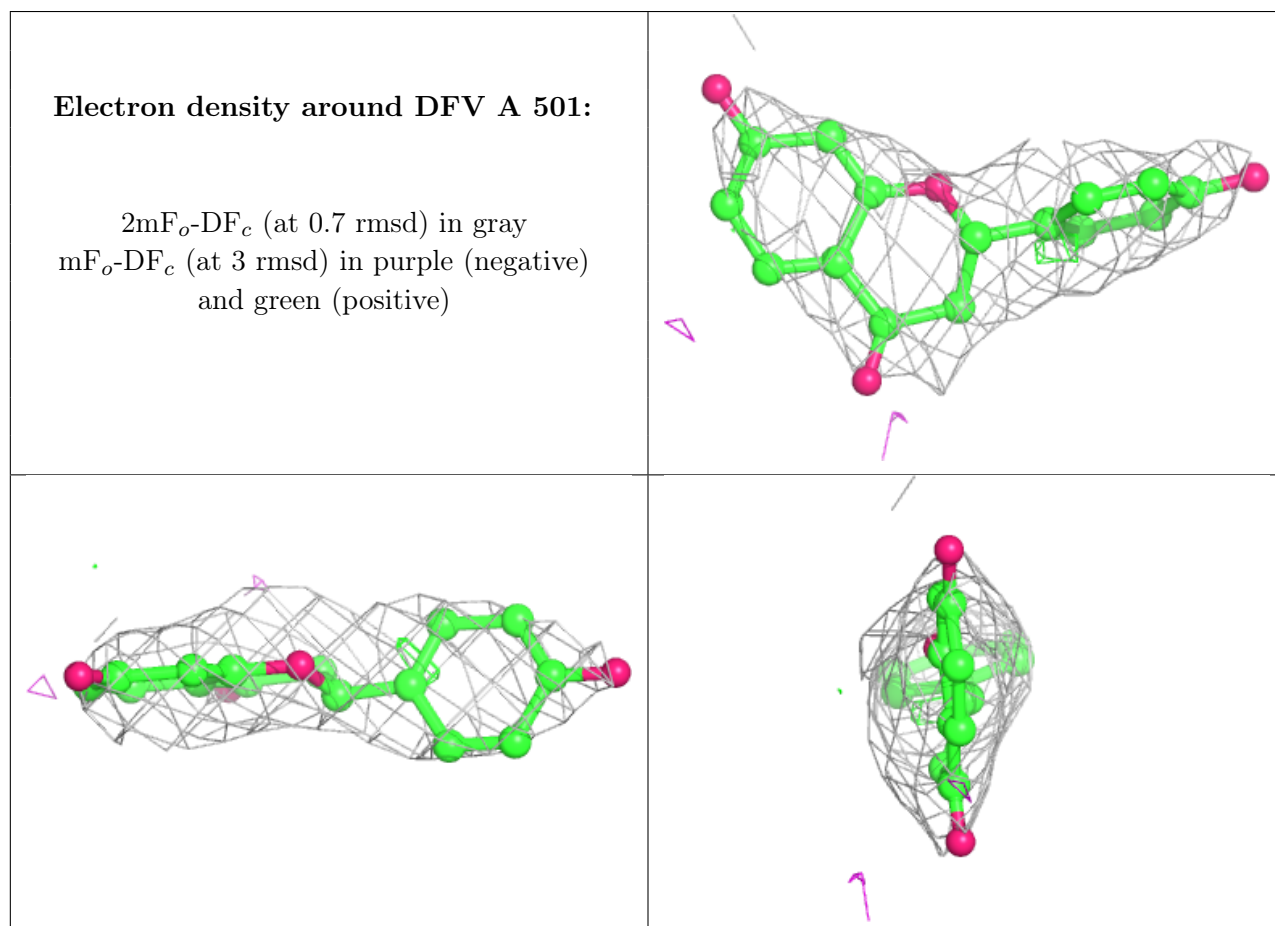 Electron density around DFV A 501:
2mFo-DFc (at 0.7 rmsd) in gray
mFo-DFc (at 3 rmsd) in purple (negative)
and green (positive)